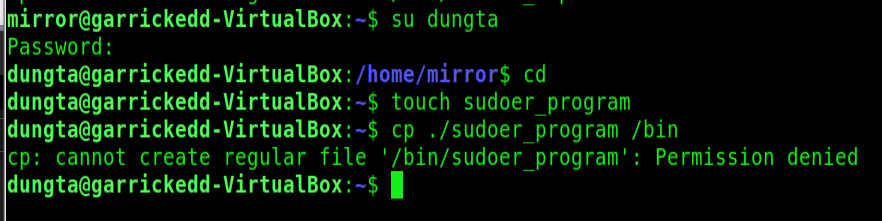 mirror@garrickedd-VirtualBox:~$ su dungta
Password:
dungta@garrickedd-VirtualBox:/home/mirror$ cd
dungta@garrickedd-VirtualBox:~$ touch sudoer_program
dungta@garrickedd-VirtualBox:~$ cp ./sudoer_program /bin
cp: cannot create regular file '/bin/sudoer_program': Permission denied
dungta@garrickedd-VirtualBox:~$